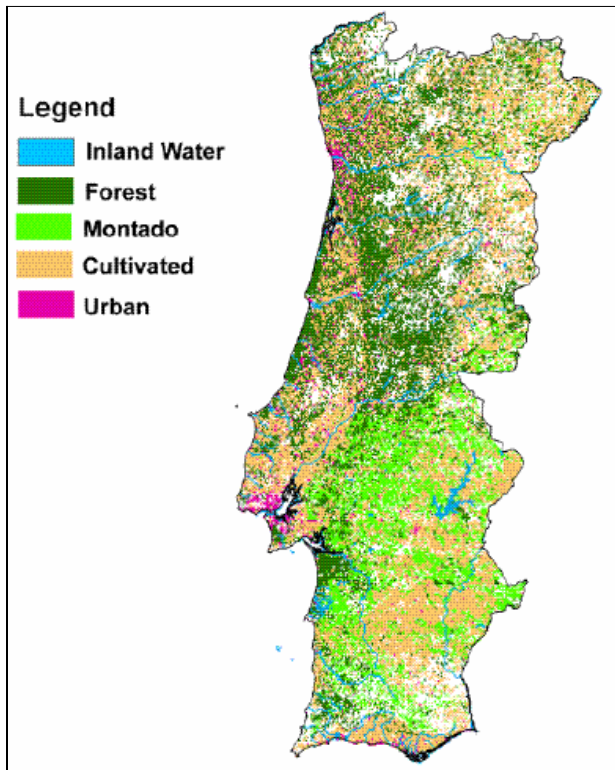 Legend
Inland Water
Forest
Montado
Cultivated
Urban